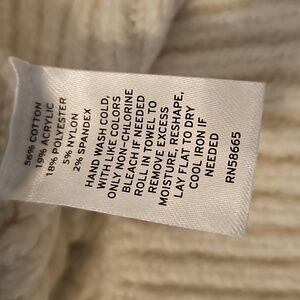 56% COTTON
19% ACRYLIC
18% POLYESTER
5% NYLON
2% SPANDEX
HAND WASH COLD,
WITH LIKE COLORS
ONLY NON-CHLORINE
BLEACH IF NEEDED
ROLL IN TOWEL TO
REMOVE EXCESS
MOISTURE, RESHAPE,
LAY FLAT TO DRY
COOL IRON IF
NEEDED
RN58665